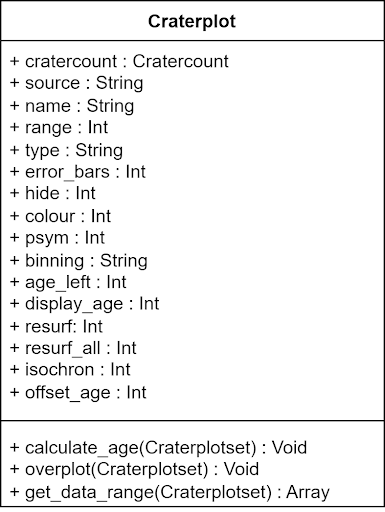 Craterplot
+ cratercount : Cratercount
+ source : String
+ name : String
+ range : Int
+ type : String
+ error_bars : Int
+ hide : Int
+ colour : Int
+ psym : Int
+ binning : String
+ age_left : Int
+ display_age : Int
+ resurf: Int
+ resurf_all : Int
+ isochron : Int
+ offset_age : Int
+ calculate_age(Craterplotset) : Void
+ overplot(Craterplotset) : Void
+ get_data_range(Craterplotset) : Array